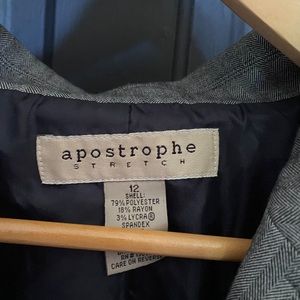 apostrophe
STRETCH
12
SHELL:
79% POLYESTER
18% RAYON
3% LYCRA®
SPANDEX
CARE ON REVERSE